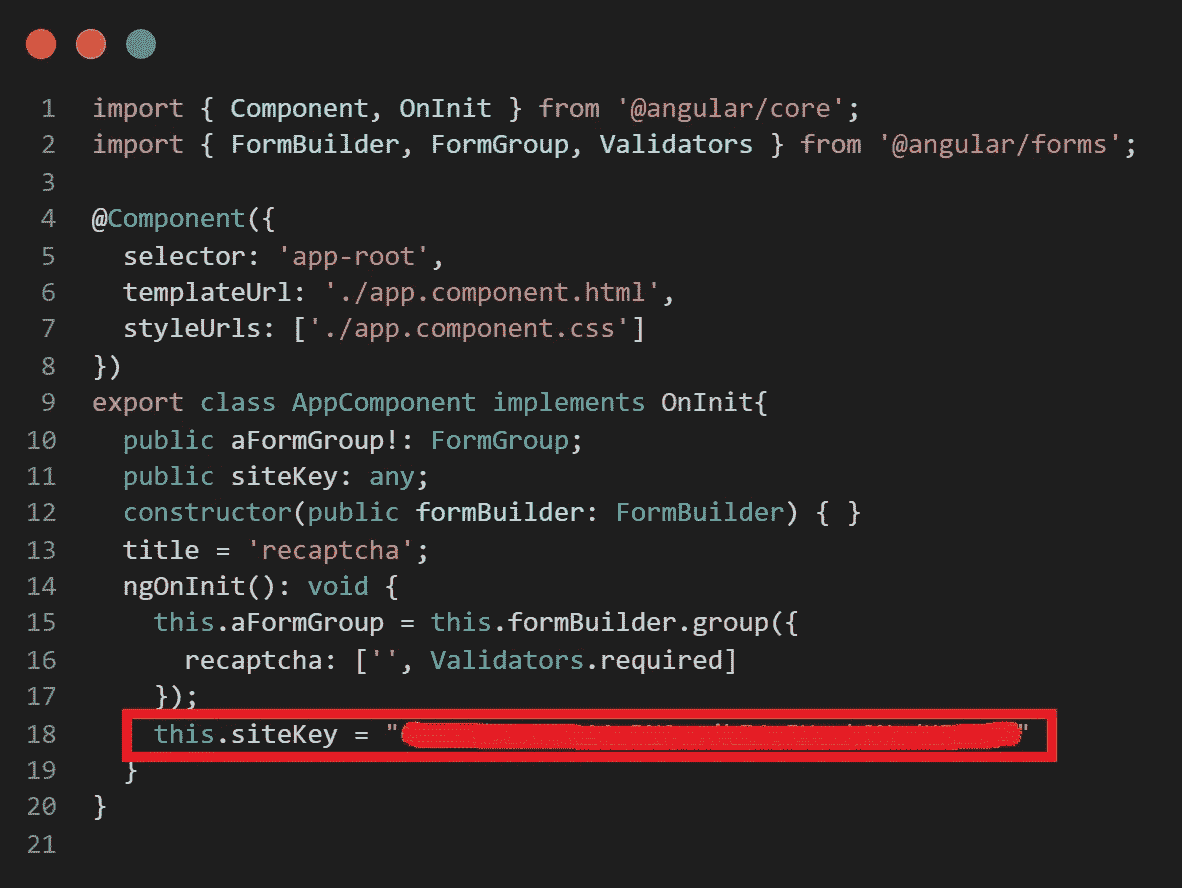 1 import { Component, OnInit } from '@angular/core';
2 import { FormBuilder, FormGroup, Validators } from '@angular/forms';
3
4 @Component({
5   selector: 'app-root',
6   templateUrl: './app.component.html',
7   styleUrls: ['./app.component.css']
8 })
9 export class AppComponent implements OnInit{
10   public aFormGroup!: FormGroup;
11   public siteKey: any;
12   constructor(public formBuilder: FormBuilder) { }
13   title = 'recaptcha';
14   ngOnInit(): void {
15     this.aFormGroup = this.formBuilder.group({
16       recaptcha: ['', Validators.required]
17     });
18     this.siteKey = ""
19   }
20 }
21